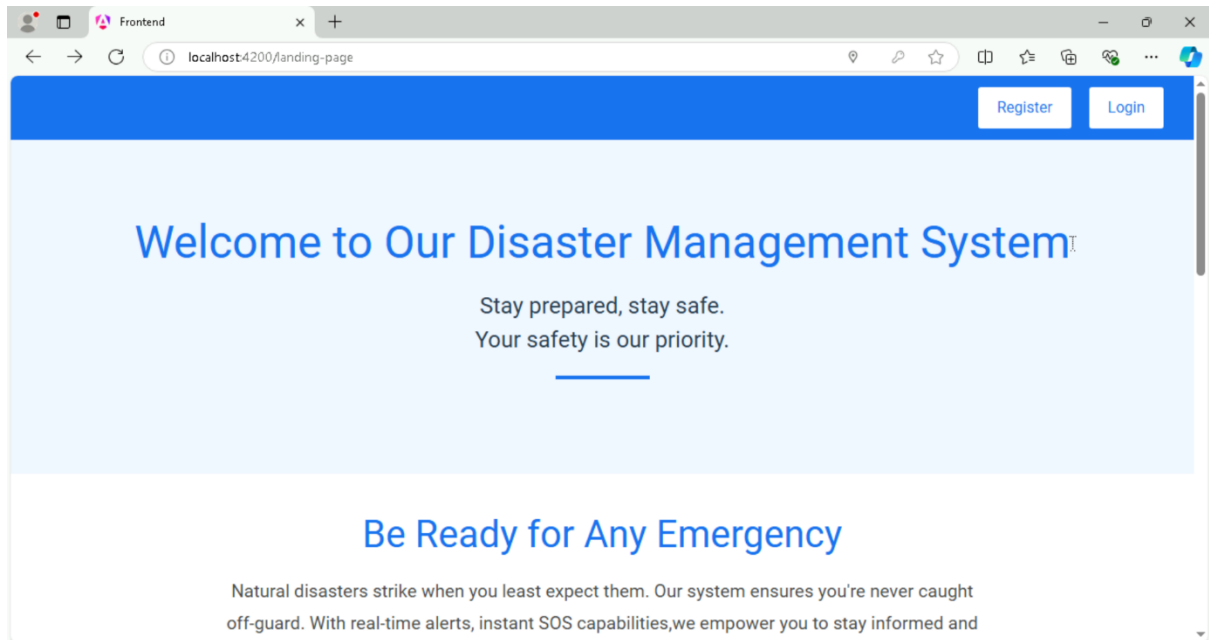 Frontend
localhost:4200/landing-page
Register Login
Welcome to Our Disaster Management System
Stay prepared, stay safe.
Your safety is our priority.
Be Ready for Any Emergency
Natural disasters strike when you least expect them. Our system ensures you're never caught
off-guard. With real-time alerts, instant SOS capabilities,we empower you to stay informed and